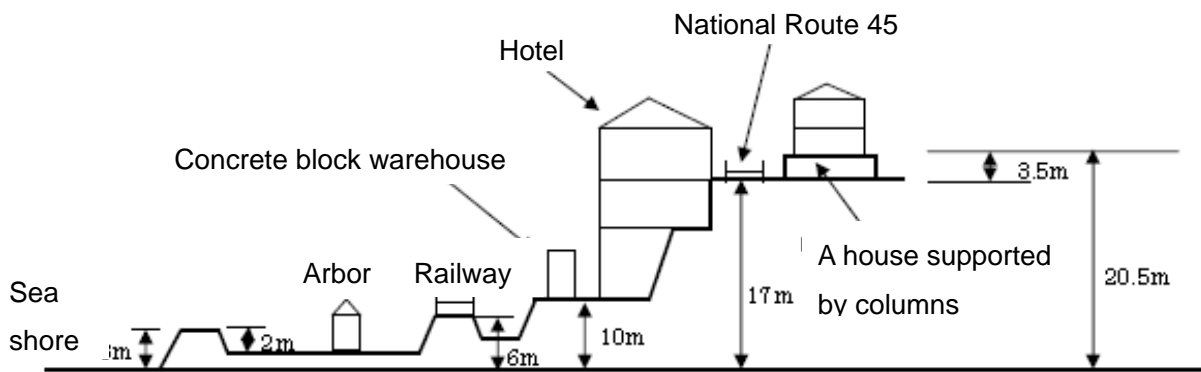 National Route 45
Hotel
Concrete block warehouse
3.5m
Arbor
Railway
A house supported
by columns
20.5m
17m
Sea
shore
2m
10m
6m